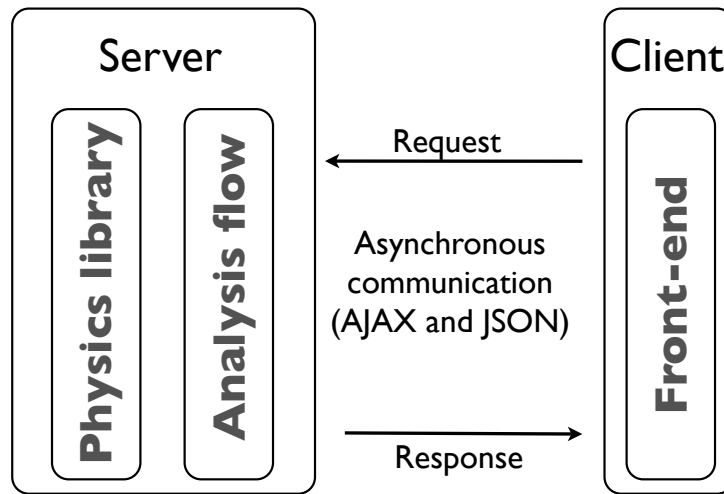 Server
Client
Physics library
Analysis flow
Request
Asynchronous
communication
(AJAX and JSON)
Response
Front-end